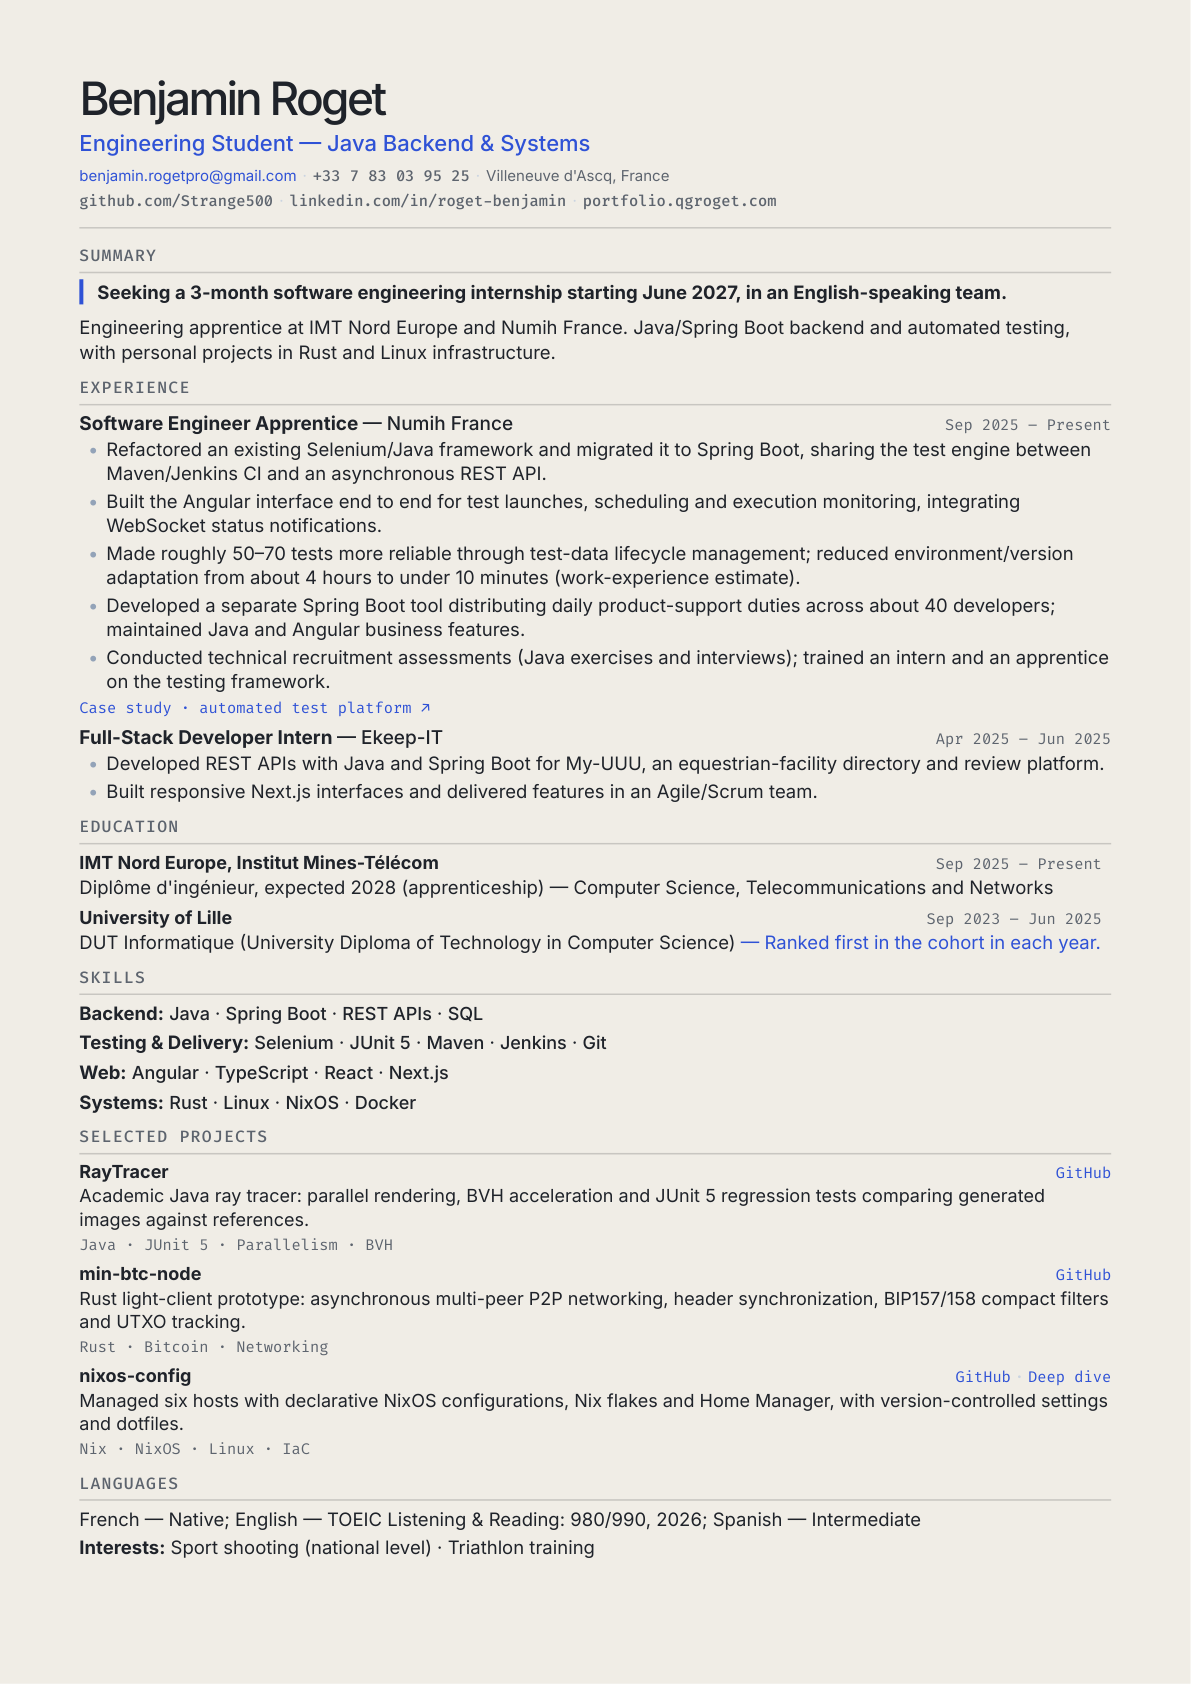 Benjamin Roget
Engineering Student — Java Backend & Systems
benjamin.rogetpro@gmail.com · +33 7 83 03 95 25 · Villeneuve d'Ascq, France
github.com/Strange500 · linkedin.com/in/roget-benjamin · portfolio.qgroget.com
SUMMARY
Seeking a 3-month software engineering internship starting June 2027, in an English-speaking team.
Engineering apprentice at IMT Nord Europe and Numih France. Java/Spring Boot backend and automated testing,
with personal projects in Rust and Linux infrastructure.
EXPERIENCE
Software Engineer Apprentice — Numih France Sep 2025 – Present
• Refactored an existing Selenium/Java framework and migrated it to Spring Boot, sharing the test engine between
Maven/Jenkins CI and an asynchronous REST API.
• Built the Angular interface end to end for test launches, scheduling and execution monitoring, integrating
WebSocket status notifications.
• Made roughly 50–70 tests more reliable through test-data lifecycle management; reduced environment/version
adaptation from about 4 hours to under 10 minutes (work-experience estimate).
• Developed a separate Spring Boot tool distributing daily product-support duties across about 40 developers;
maintained Java and Angular business features.
• Conducted technical recruitment assessments (Java exercises and interviews); trained an intern and an apprentice
on the testing framework.
Case study · automated test platform ↗
Full-Stack Developer Intern — Ekeep-IT Apr 2025 – Jun 2025
• Developed REST APIs with Java and Spring Boot for My-UUU, an equestrian-facility directory and review platform.
• Built responsive Next.js interfaces and delivered features in an Agile/Scrum team.
EDUCATION
IMT Nord Europe, Institut Mines-Télécom Sep 2025 – Present
Diplôme d'ingénieur, expected 2028 (apprenticeship) — Computer Science, Telecommunications and Networks
University of Lille Sep 2023 – Jun 2025
DUT Informatique (University Diploma of Technology in Computer Science) — Ranked first in the cohort in each year.
SKILLS
Backend: Java · Spring Boot · REST APIs · SQL
Testing & Delivery: Selenium · JUnit 5 · Maven · Jenkins · Git
Web: Angular · TypeScript · React · Next.js
Systems: Rust · Linux · NixOS · Docker
SELECTED PROJECTS
RayTracer GitHub
Academic Java ray tracer: parallel rendering, BVH acceleration and JUnit 5 regression tests comparing generated
images against references.
Java · JUnit 5 · Parallelism · BVH
min-btc-node GitHub
Rust light-client prototype: asynchronous multi-peer P2P networking, header synchronization, BIP157/158 compact filters
and UTXO tracking.
Rust · Bitcoin · Networking
nixos-config GitHub · Deep dive
Managed six hosts with declarative NixOS configurations, Nix flakes and Home Manager, with version-controlled settings
and dotfiles.
Nix · NixOS · Linux · IaC
LANGUAGES
French — Native; English — TOEIC Listening & Reading: 980/990, 2026; Spanish — Intermediate
Interests: Sport shooting (national level) · Triathlon training